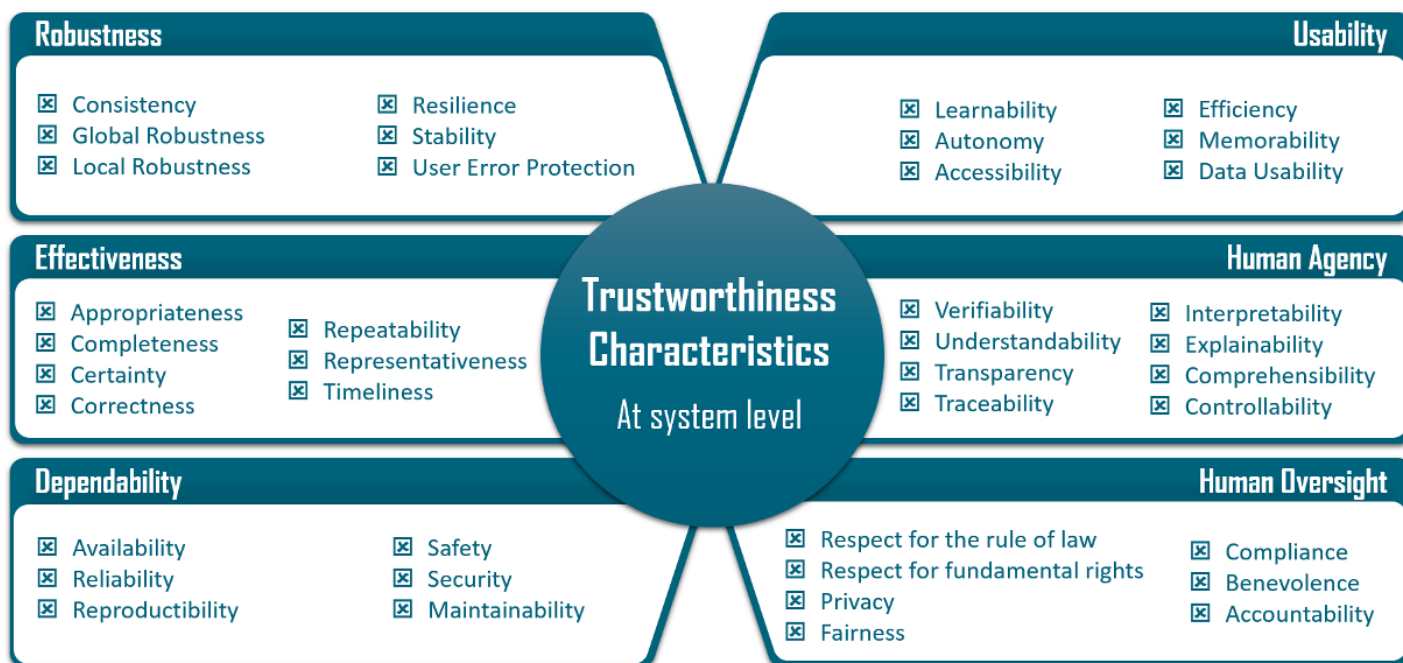 Robustness
Consistency
Global Robustness
Local Robustness
Resilience
Stability
User Error Protection
Usability
Learnability
Autonomy
Accessibility
Efficiency
Memorability
Data Usability
Effectiveness
Appropriateness
Completeness
Certainty
Correctness
Repeatability
Representativeness
Timeliness
Trustworthiness
Characteristics
At system level
Human Agency
Verifiability
Understandability
Transparency
Traceability
Interpretability
Explainability
Comprehensibility
Controllability
Dependability
Availability
Reliability
Reproductibility
Safety
Security
Maintainability
Human Oversight
Respect for the rule of law
Respect for fundamental rights
Privacy
Fairness
Compliance
Benevolence
Accountability